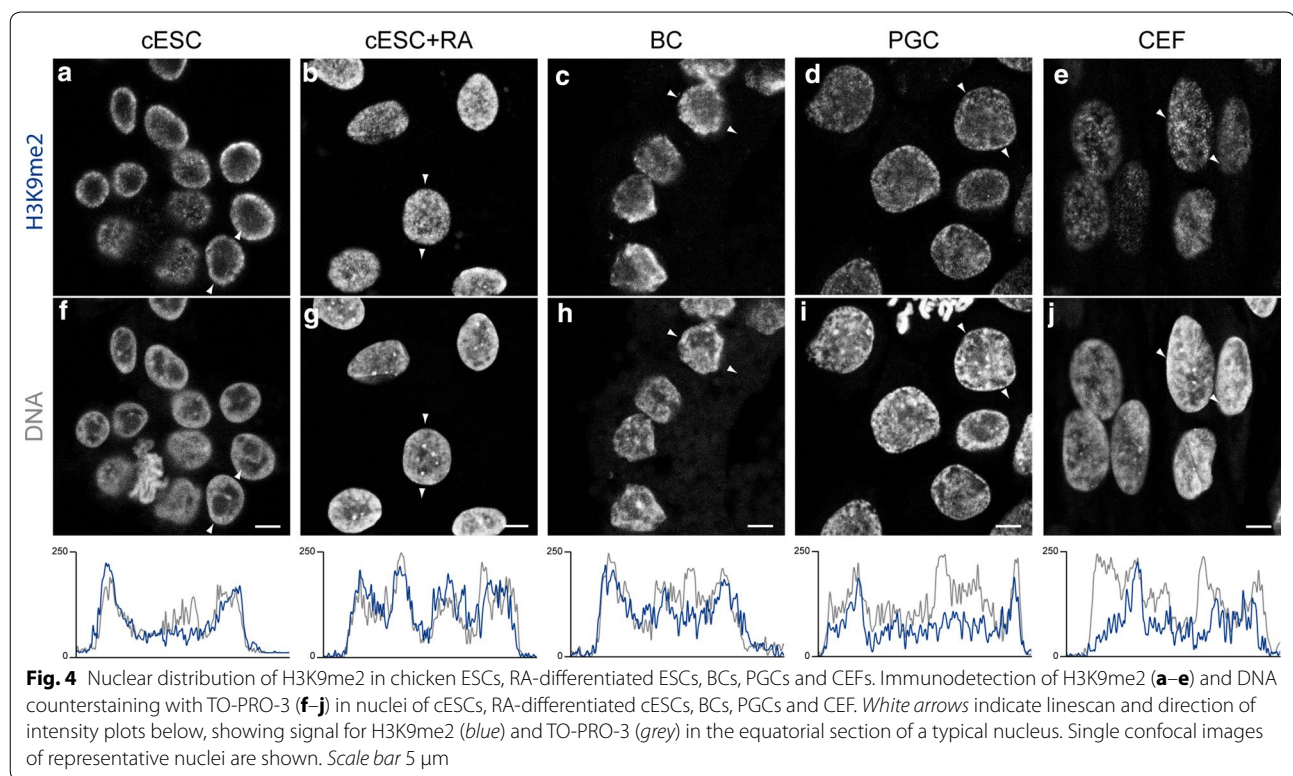 cESC cESC+RA BC PGC CEF
H3K9me2
a b c d e
DNA
f g h i j
250 250 250 250 250
0 0 0 0 0
Fig. 4 Nuclear distribution of H3K9me2 in chicken ESCs, RA-differentiated ESCs, BCs, PGCs and CEFs. Immunodetection of H3K9me2 (a–e) and DNA
counterstaining with TO-PRO-3 (f–j) in nuclei of cESCs, RA-differentiated cESCs, BCs, PGCs and CEF. White arrows indicate linescan and direction of
intensity plots below, showing signal for H3K9me2 (blue) and TO-PRO-3 (grey) in the equatorial section of a typical nucleus. Single confocal images
of representative nuclei are shown. Scale bar 5 μm